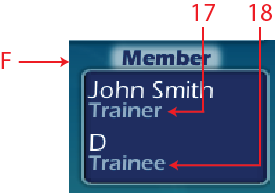 17 18
F
Member
John Smith
Trainer
D
Trainee